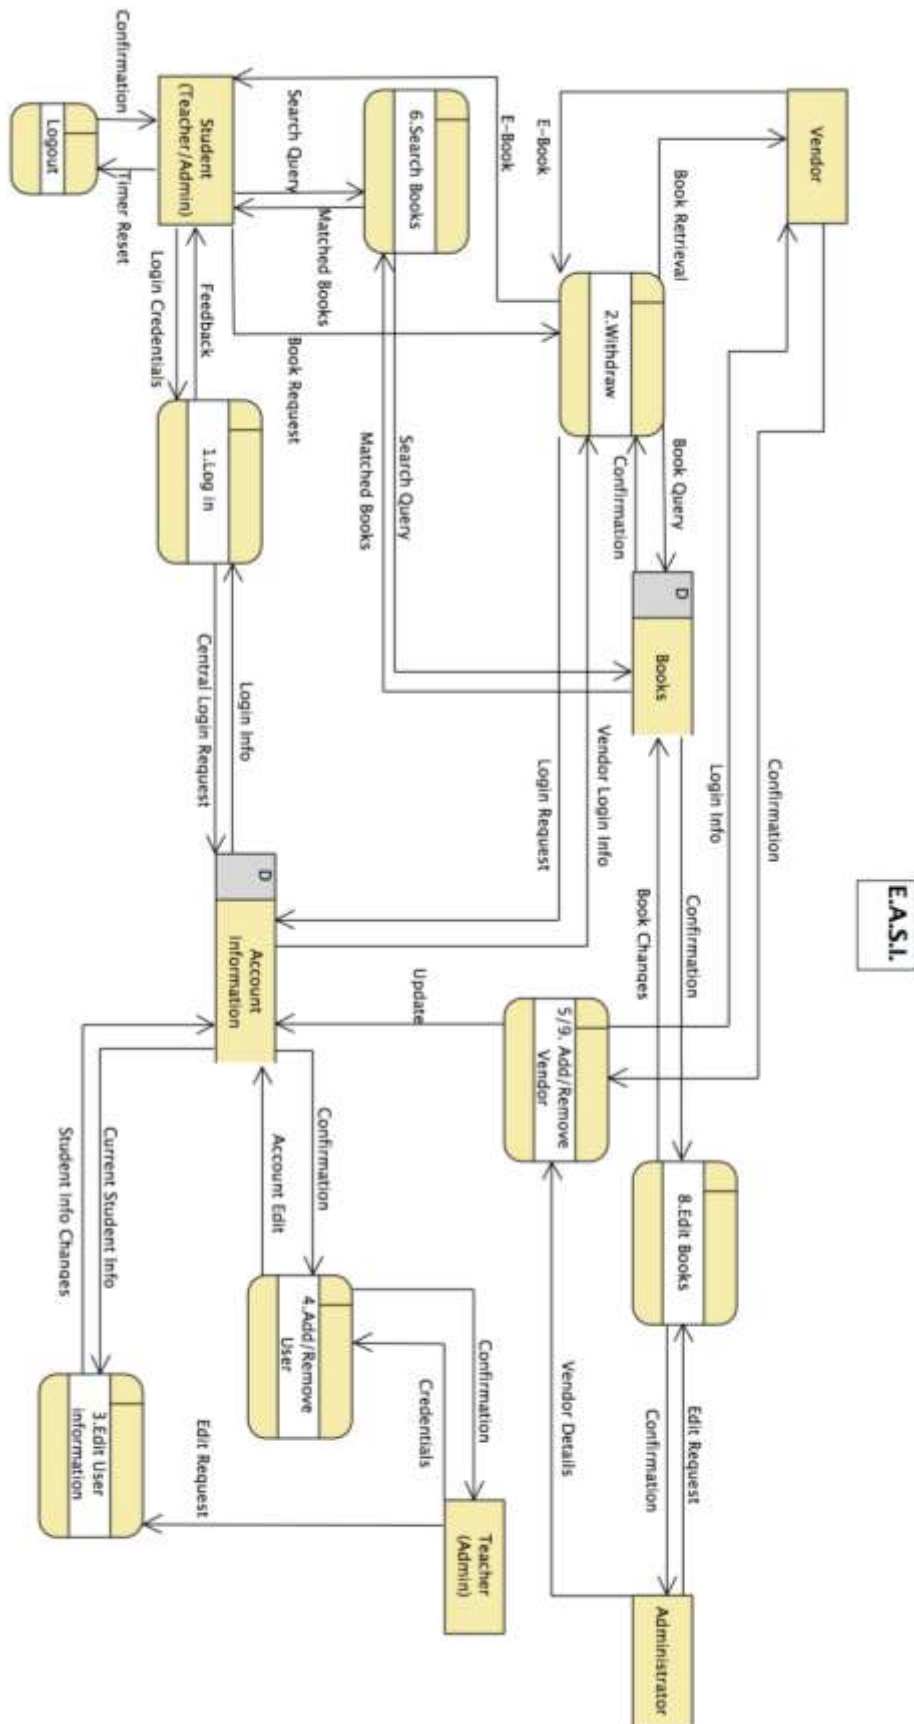 E.A.S.I.
Vendor
Book Retrieval
E-Book
E-Book
Confirmation
Login Info
2.Withdraw
Book Query
Confirmation
D
Books
Confirmation
Book Changes
8.Edit Books
Edit Request
Confirmation
Administrator
6.Search Books
Search Query
Matched Books
Search Query
Matched Books
Book Request
Vendor Login Info
Login Request
5/9. Add/Remove
Vendor
Update
Vendor Details
Student
(Teacher/Admin)
Confirmation
Timer Reset
Logout
Feedback
Login Credentials
1.Log in
Login Info
Central Login Request
D
Account
Information
Confirmation
Account Edit
4.Add/Remove
User
Confirmation
Credentials
Teacher
(Admin)
Current Student Info
Student Info Changes
3.Edit User
information
Edit Request